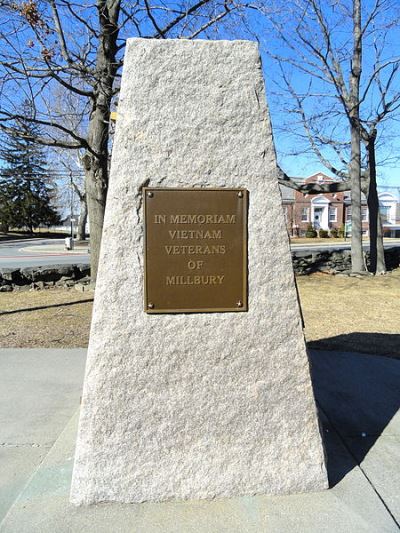 IN MEMORIAM
VIETNAM
VETERANS
OF
MILLBURY